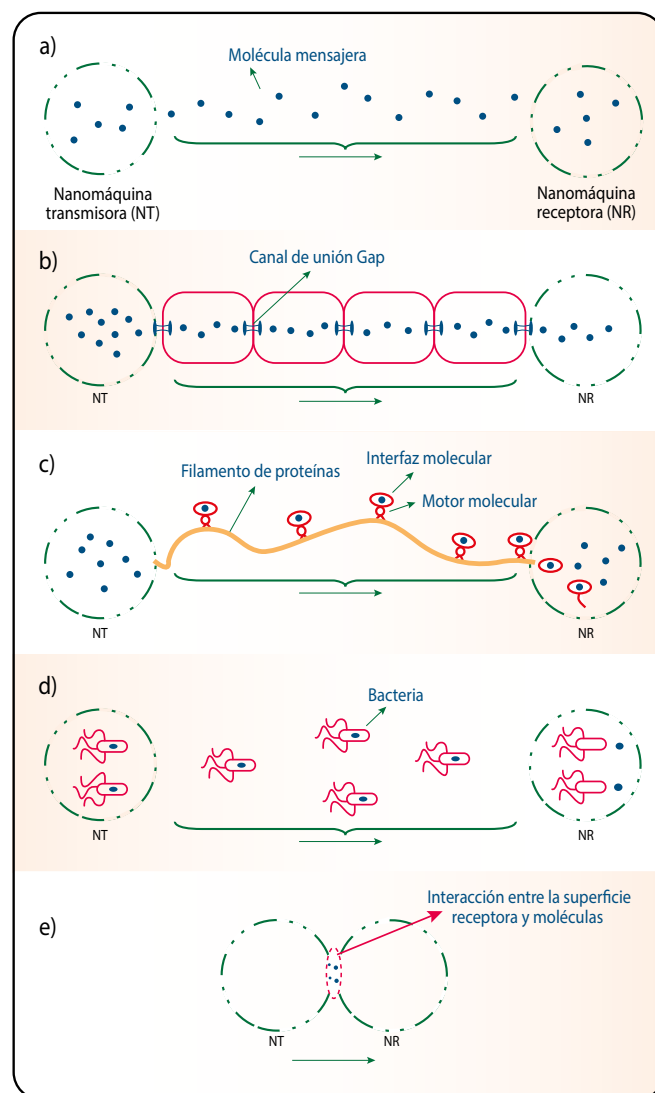 a)
Molécula mensajera
Nanomáquina
transmisora (NT)
Nanomáquina
receptora (NR)
b)
Canal de unión Gap
NT
NR
c)
Filamento de proteínas
Interfaz molecular
Motor molecular
NT
NR
d)
Bacteria
NT
NR
e)
Interacción entre la superficie
receptora y moléculas
NT
NR